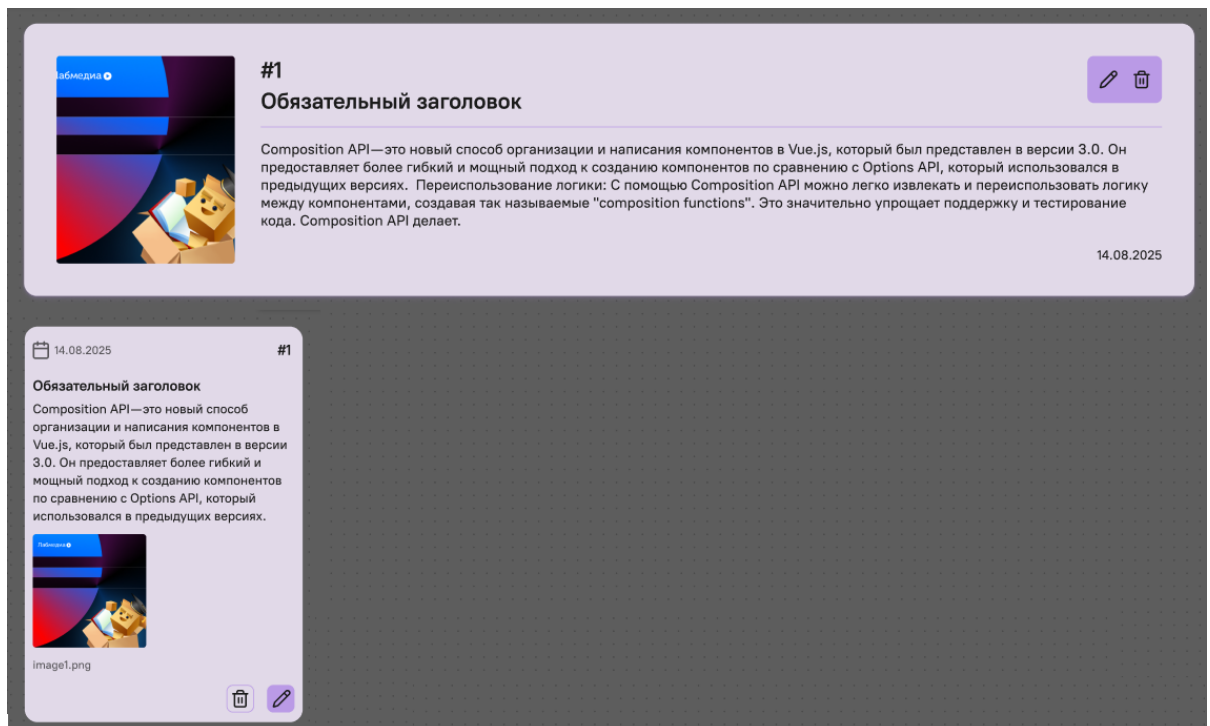 Лабмедиа
#1
Обязательный заголовок
Composition API—это новый способ организации и написания компонентов в Vue.js, который был представлен в версии 3.0. Он
предоставляет более гибкий и мощный подход к созданию компонентов по сравнению с Options API, который использовался в
предыдущих версиях.  Переиспользование логики: С помощью Composition API можно легко извлекать и переиспользовать логику
между компонентами, создавая так называемые "composition functions". Это значительно упрощает поддержку и тестирование
кода. Composition API делает.
14.08.2025
14.08.2025
#1
Обязательный заголовок
Composition API—это новый способ
организации и написания компонентов в
Vue.js, который был представлен в версии
3.0. Он предоставляет более гибкий и
мощный подход к созданию компонентов
по сравнению с Options API, который
использовался в предыдущих версиях.
Лабмедиа
image1.png